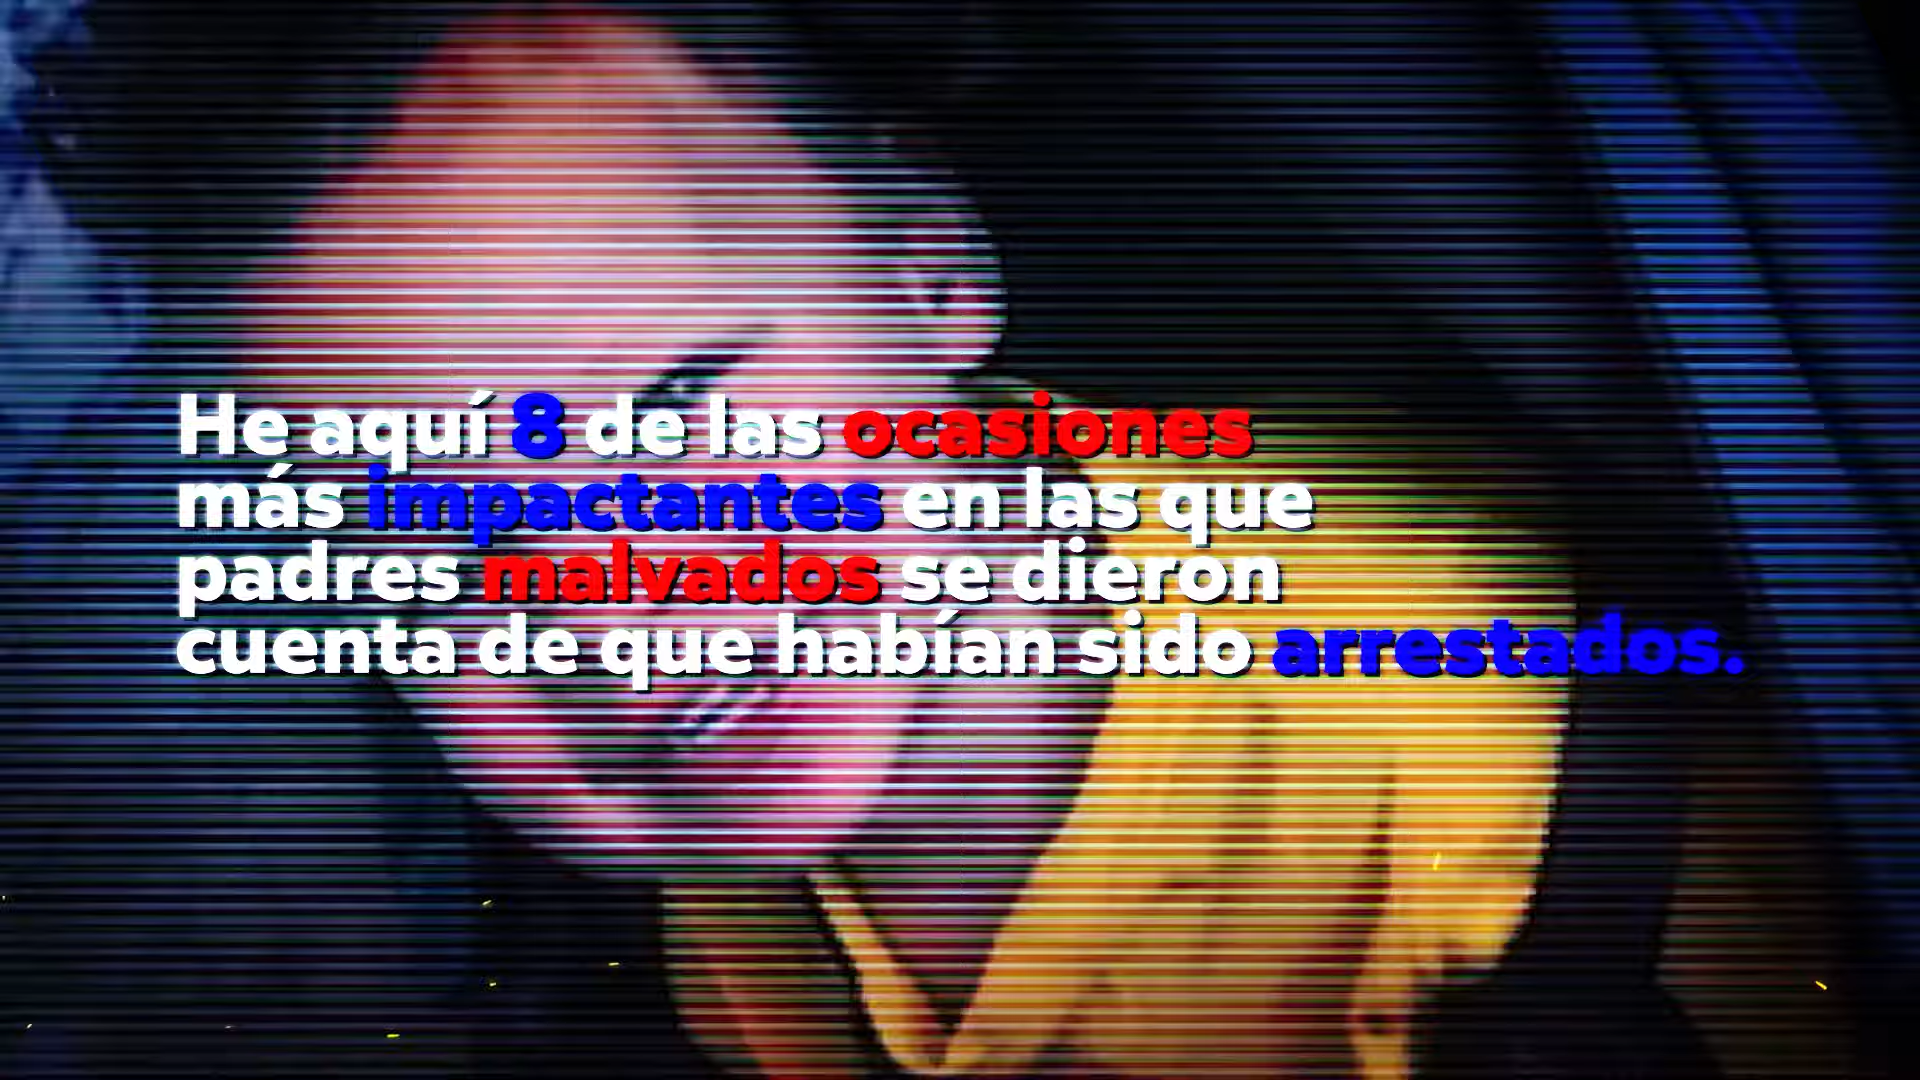 He aquí 8 de las ocasiones
más impactantes en las que
padres malvados se dieron
cuenta de que habían sido arrestados.